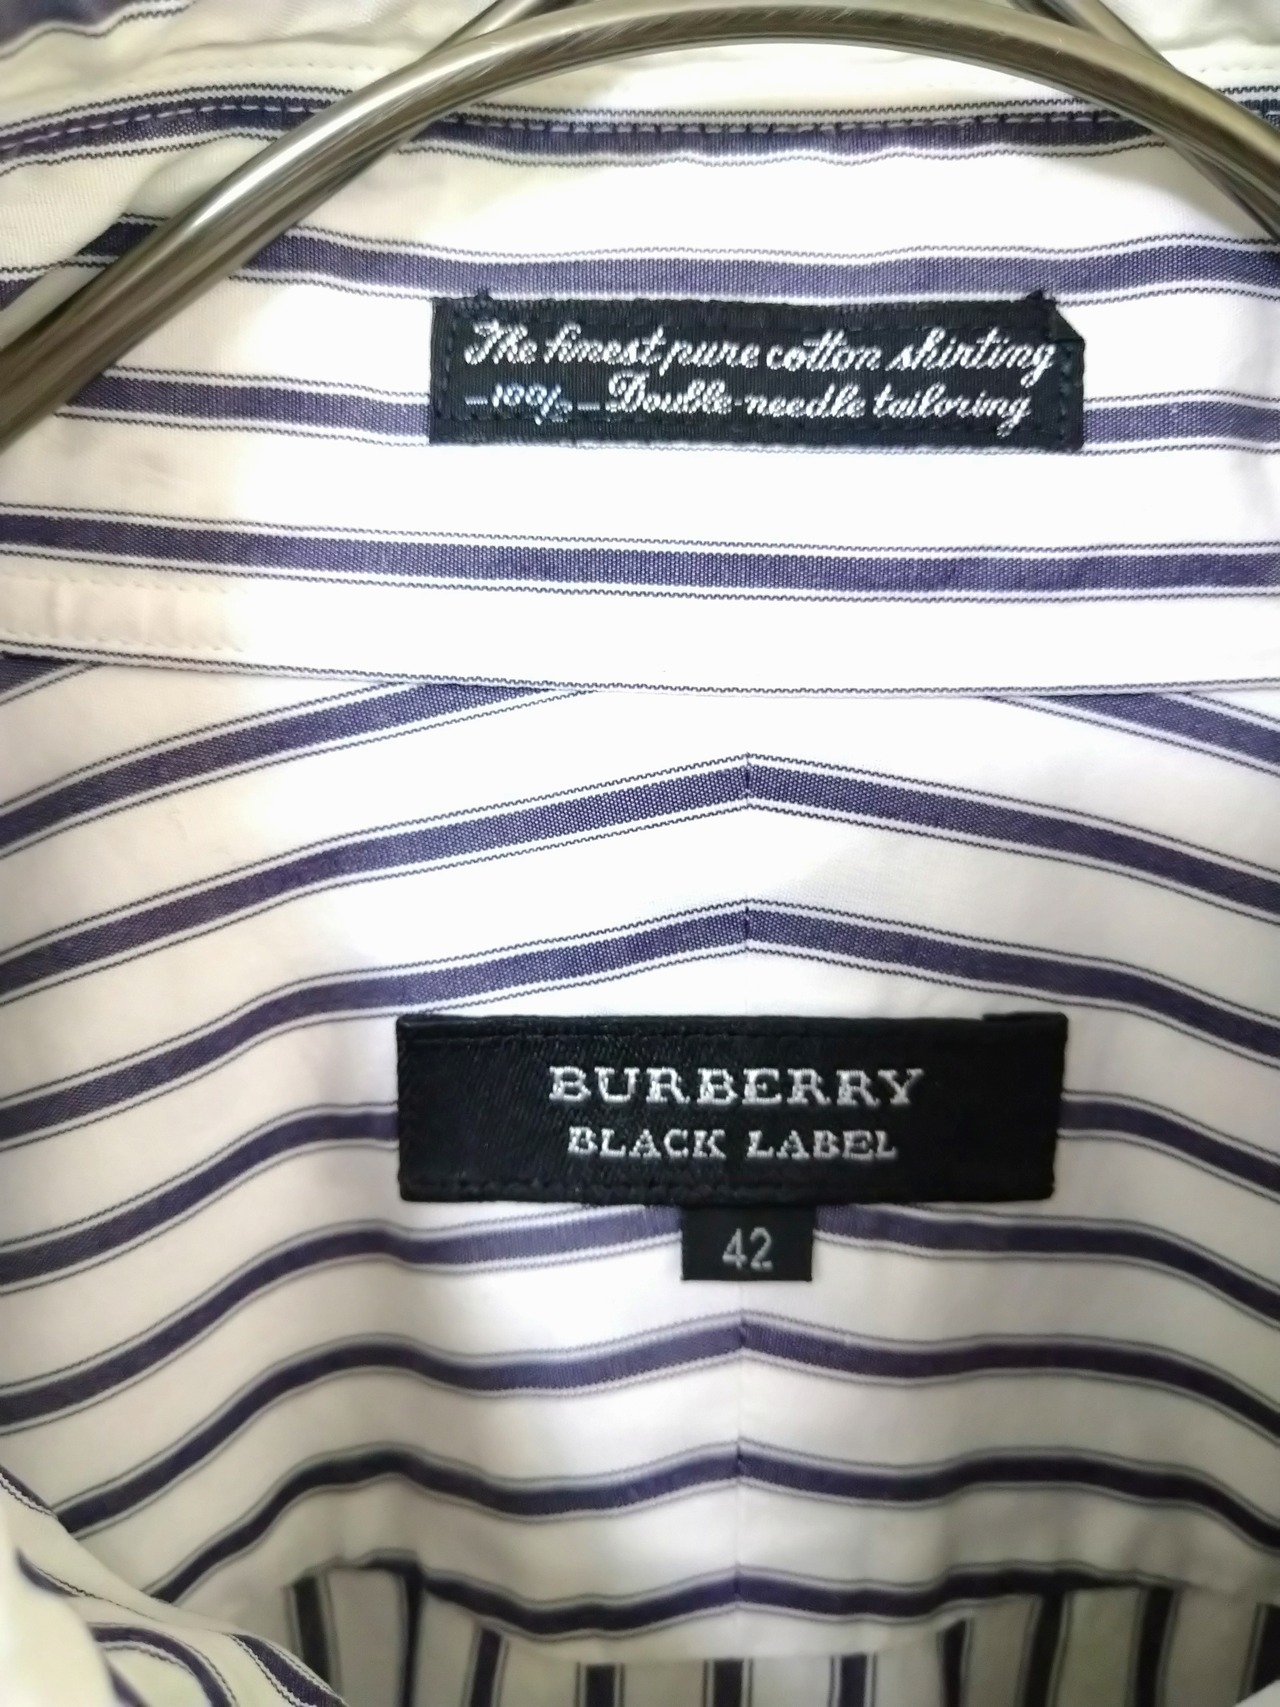 The finest pure cotton shirting
-100%-Double-needle tailoring
BURBERRY
BLACK LABEL
42